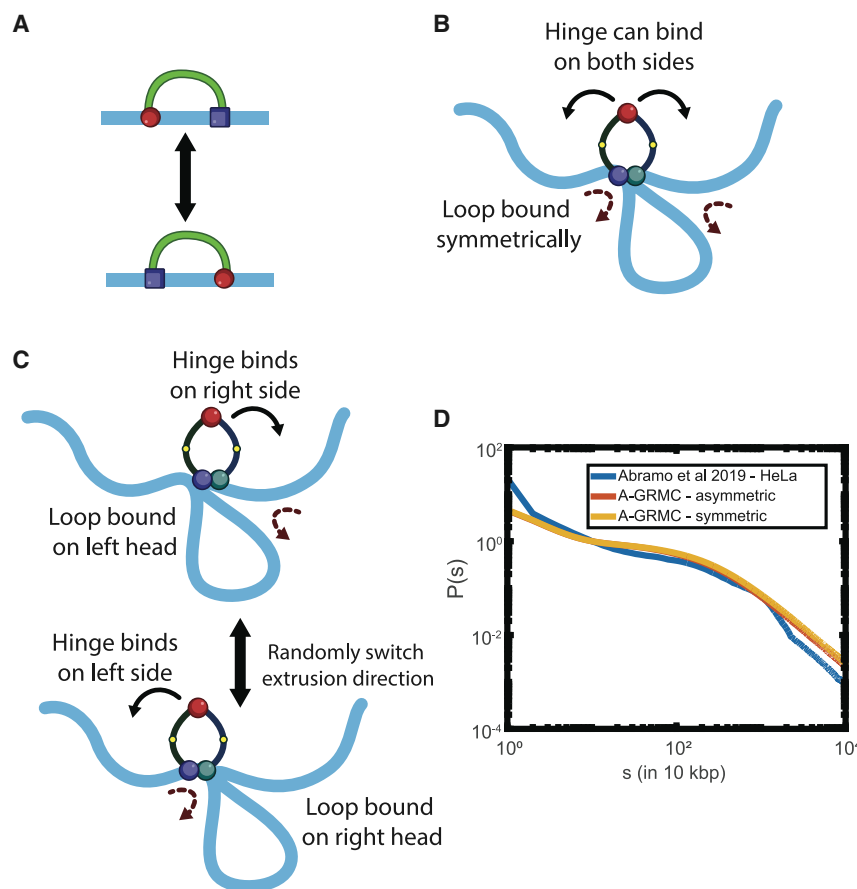 A
B
Hinge can bind
on both sides
Loop bound
symmetrically
C
Hinge binds
on right side
Loop bound
on left head
Hinge binds
on left side
Randomly switch
extrusion direction
Loop bound
on right head
D
Abramo et al 2019 - HeLa
A-GRMC - asymmetric
A-GRMC - symmetric
10²
10⁰
10⁻²
10⁻⁴
P(s)
10⁰
10²
10⁴
s (in 10 kbp)